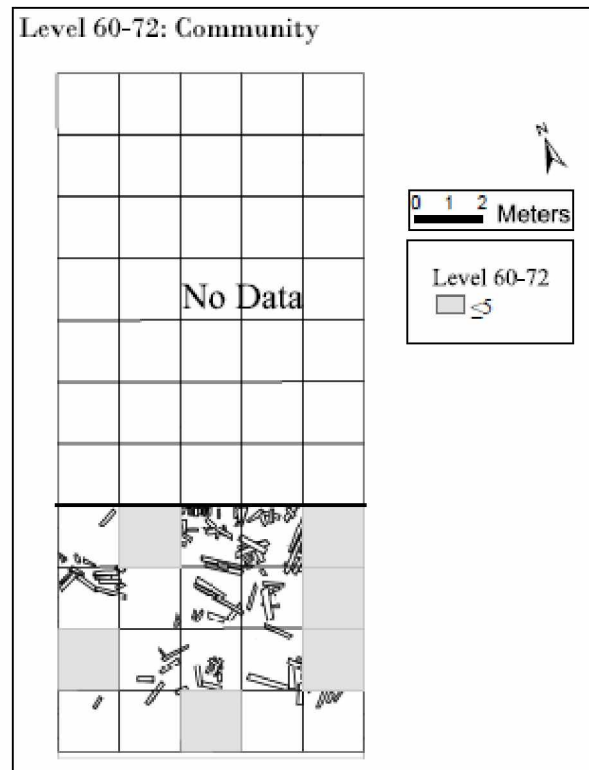 Level 60-72: Community
N
0 1 2
Meters
Level 60-72
≤5
No Data